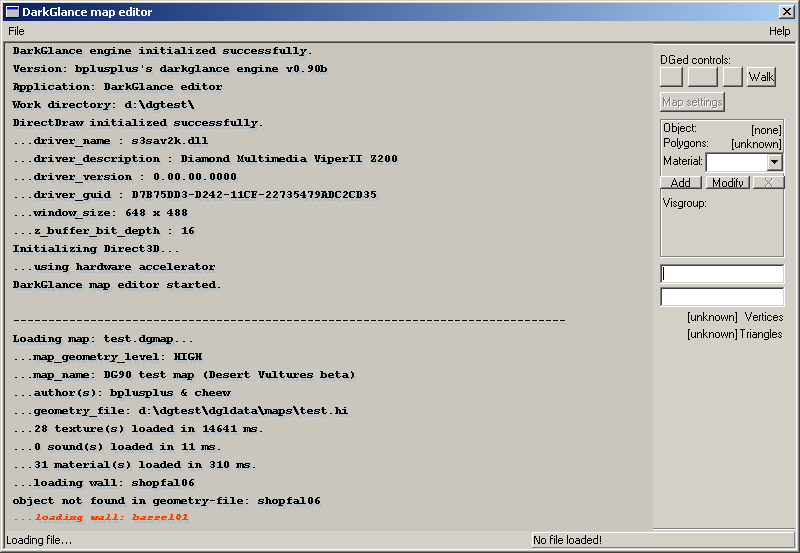 DarkGlance map editor
File Help
DarkGlance engine initialized successfully.
Version: bplusplus's darkglance engine v0.90b
Application: DarkGlance editor
Work directory: d:\dgtest\
DirectDraw initialized successfully.
...driver_name : s3sav2k.dll
...driver_description : Diamond Multimedia ViperII Z200
...driver_version : 0.00.00.0000
...driver_guid : D7B75DD3-D242-11CF-22735479ADC2CD35
...window_size: 648 x 488
...z_buffer_bit_depth : 16
Initializing Direct3D...
...using hardware accelerator
DarkGlance map editor started.
-------------------------------------------------------------------------------
Loading map: test.dgmap...
...map_geometry_level: HIGH
...map_name: DG90 test map (Desert Vultures beta)
...author(s): bplusplus & cheew
...geometry_file: d:\dgtest\dgldata\maps\test.hi
...28 texture(s) loaded in 14641 ms.
...0 sound(s) loaded in 11 ms.
...31 material(s) loaded in 310 ms.
...loading wall: shopfal06
object not found in geometry-file: shopfal06
...loading wall: barrel01
DGed controls:
Walk
Map settings
Object: [none]
Polygons: [unknown]
Material:
Add Modify X
Visgroup:
[unknown] Vertices
[unknown] Triangles
Loading file... No file loaded!